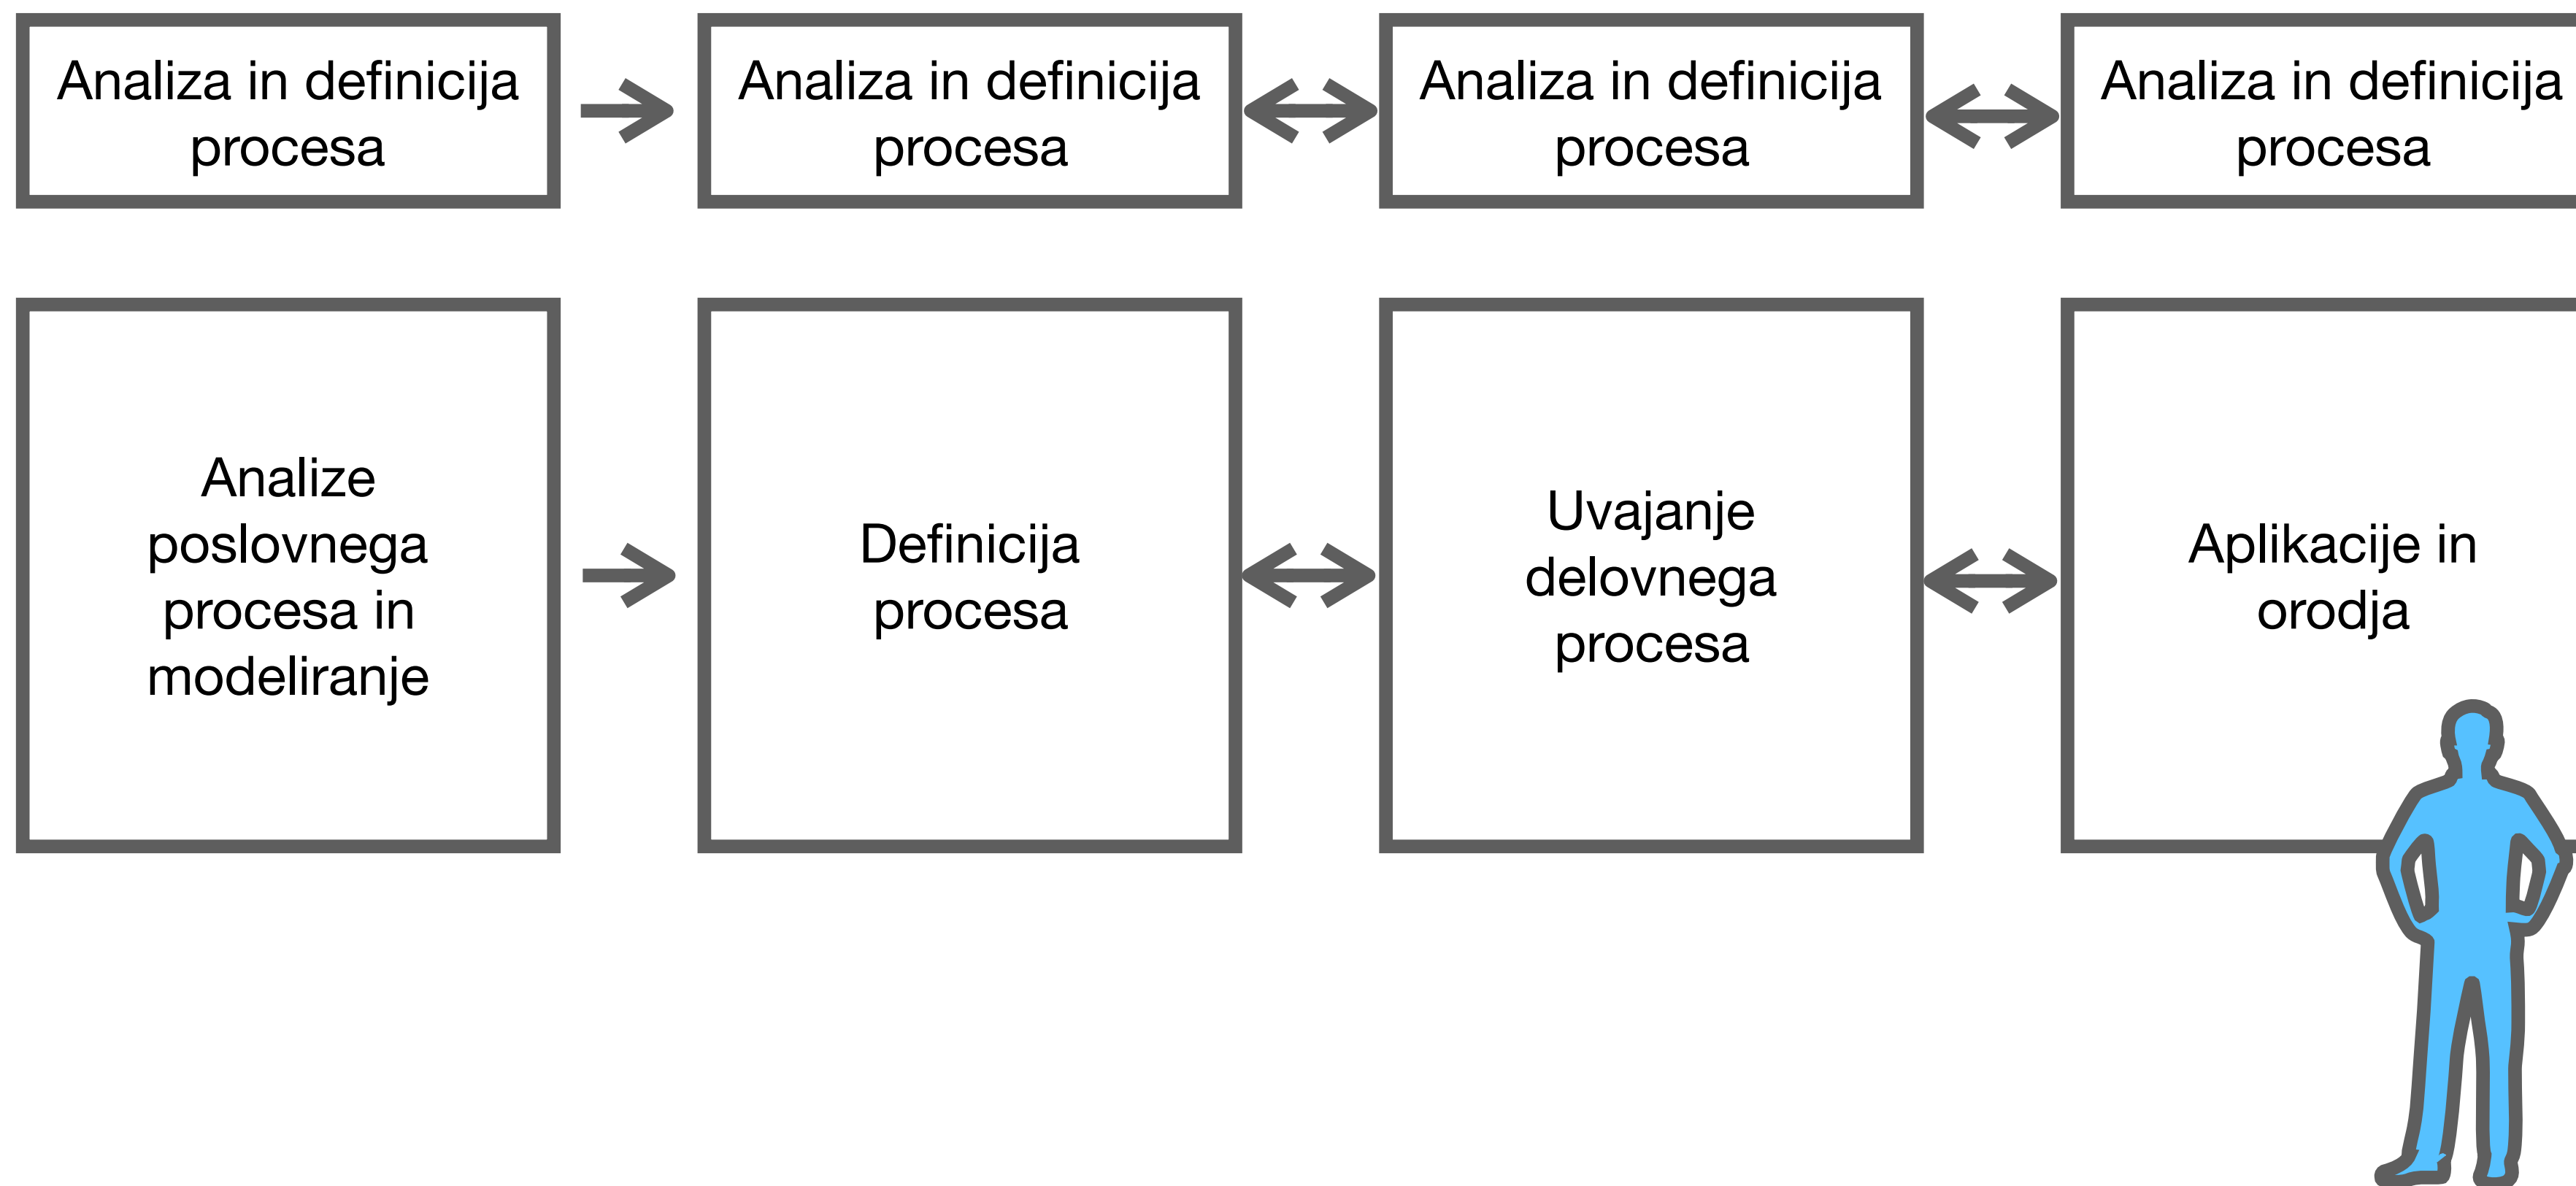 Analiza in definicija
procesa
Analiza in definicija
procesa
Analiza in definicija
procesa
Analiza in definicija
procesa
Analize
poslovnega
procesa in
modeliranje
Definicija
procesa
Uvajanje
delovnega
procesa
Aplikacije in
orodja